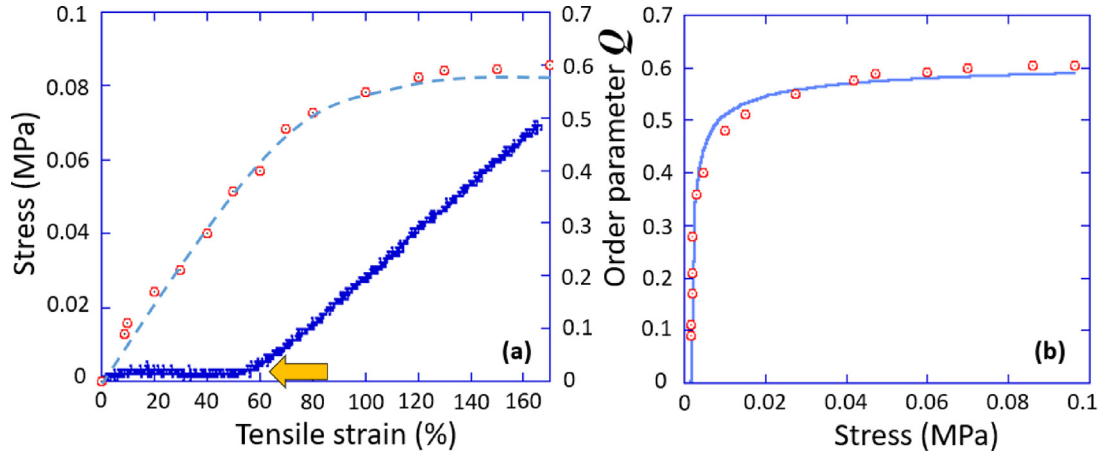 0.1
0.08
0.06
0.04
0.02
0
Stress (MPa)
0 20 40 60 80 100 120 140 160
Tensile strain (%)
0.7
0.6
0.5
0.4
0.3
0.2
0.1
0
(a)
Order parameter Q
0.7
0.6
0.5
0.4
0.3
0.2
0.1
0
0 0.02 0.04 0.06 0.08 0.1
Stress (MPa)
(b)